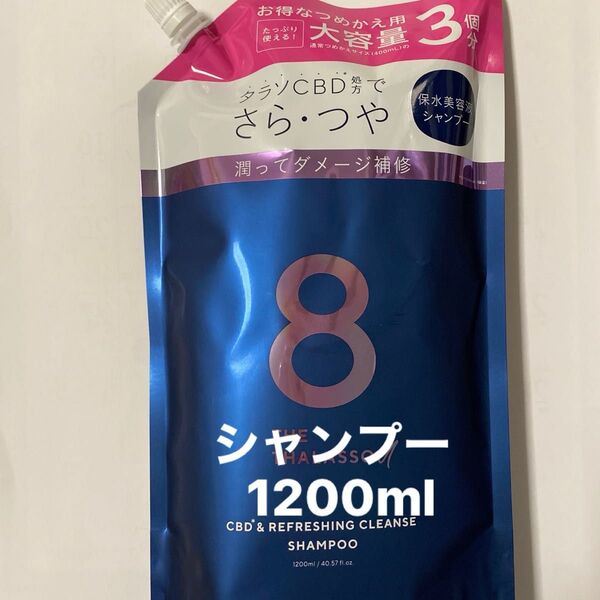 お得なつめかえ用
たっぷり
使える!
大容量3個分
通常つめかえサイズ(400mL)の
タラソCBD処方で
さら・つや
保水美容液
シャンプー
潤ってダメージ補修
8
THE
THALASSO
シャンプー
1200ml
CBD* & REFRESHING CLEANSE
SHAMPOO
1200ml / 40.57 fl.oz.